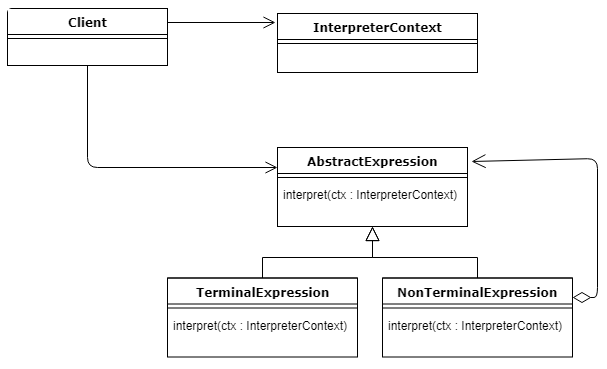 Client
InterpreterContext
AbstractExpression
interpret(ctx : InterpreterContext)
TerminalExpression
interpret(ctx : InterpreterContext)
NonTerminalExpression
interpret(ctx : InterpreterContext)